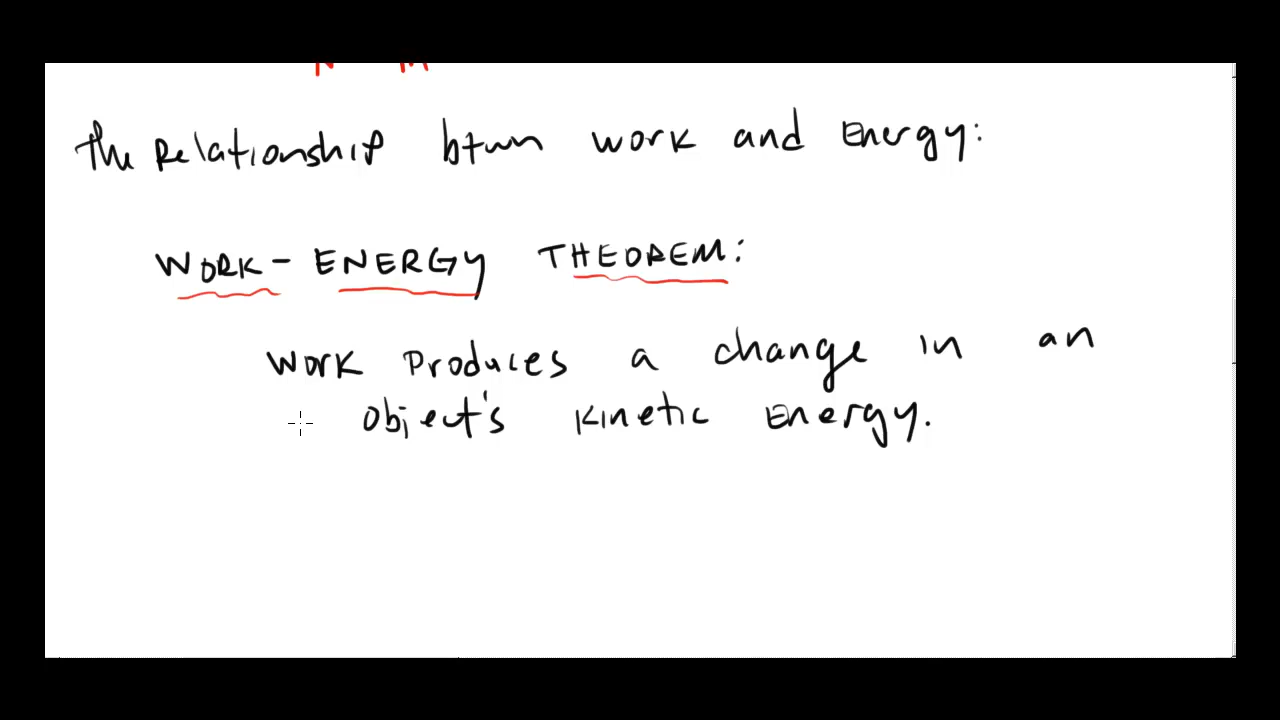 the Relationship btwn work and Energy:
WORK - ENERGY THEOREM:
Work Produces a change in an
object's kinetic Energy.